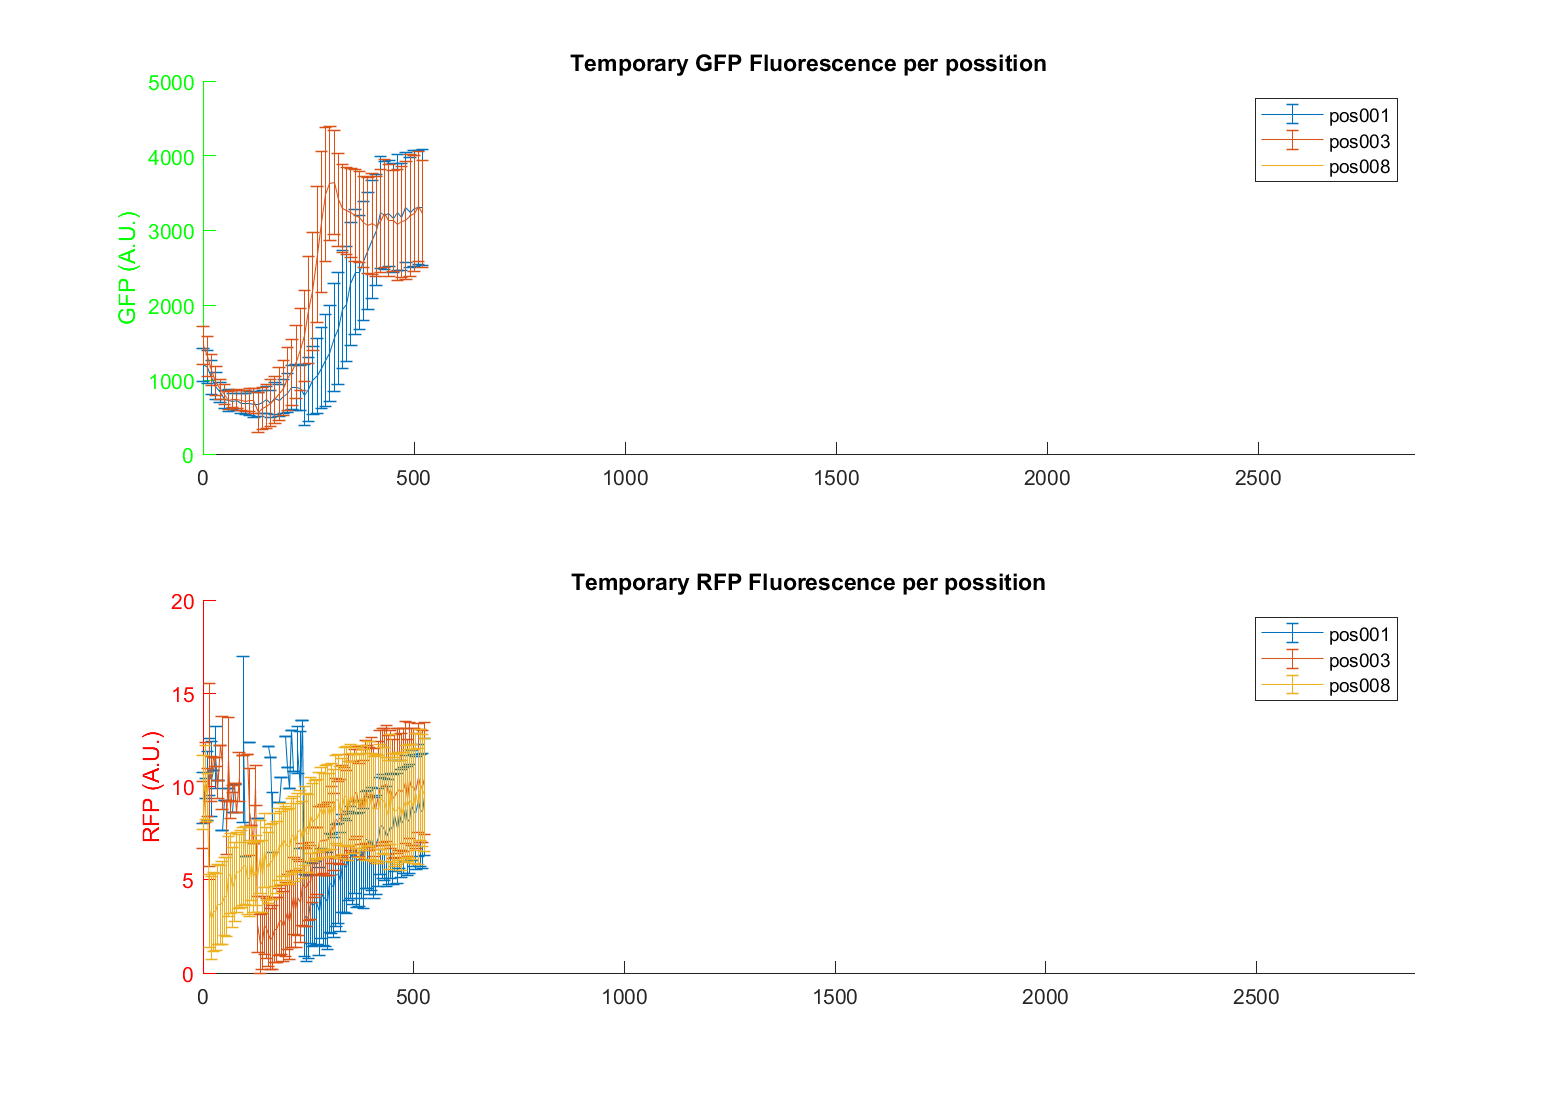 Temporary GFP Fluorescence per possition
5000
4000
3000
2000
1000
0
GFP (A.U.)
0 500 1000 1500 2000 2500
pos001
pos003
pos008
Temporary RFP Fluorescence per possition
20
15
10
5
0
RFP (A.U.)
0 500 1000 1500 2000 2500
pos001
pos003
pos008